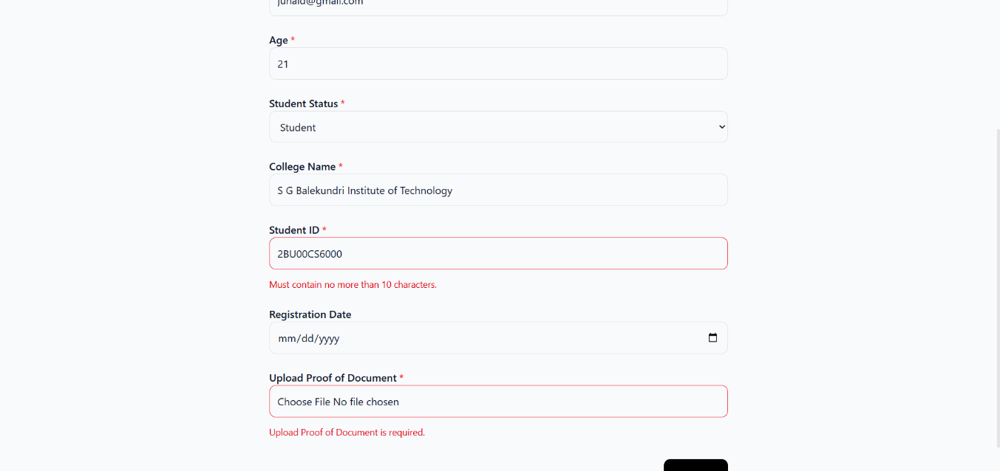 junaid@gmail.com
Age *
21
Student Status *
Student
College Name *
S G Balekundri Institute of Technology
Student ID *
2BU00CS6000
Must contain no more than 10 characters.
Registration Date
mm/dd/yyyy
Upload Proof of Document *
Choose File No file chosen
Upload Proof of Document is required.